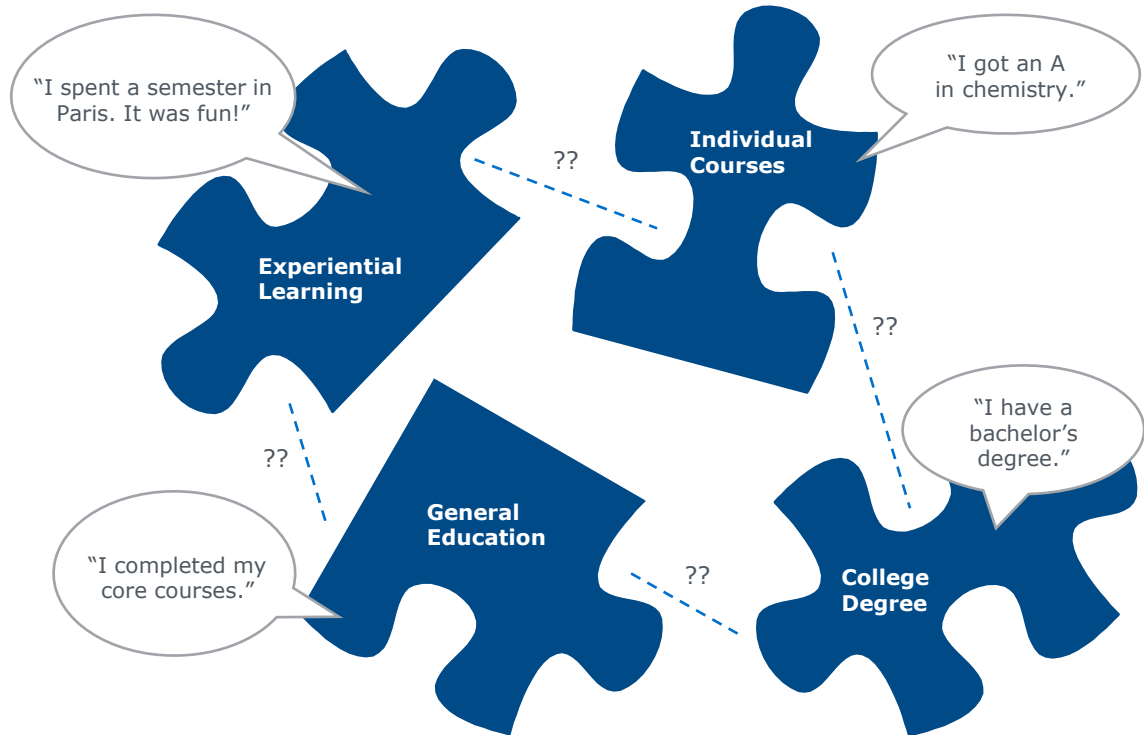 “I spent a semester in
Paris. It was fun!”
“I got an A
in chemistry.”
Individual
Courses
??
Experiential
Learning
??
“I have a
bachelor’s
degree.”
??
General
Education
“I completed my
core courses.”
??
College
Degree